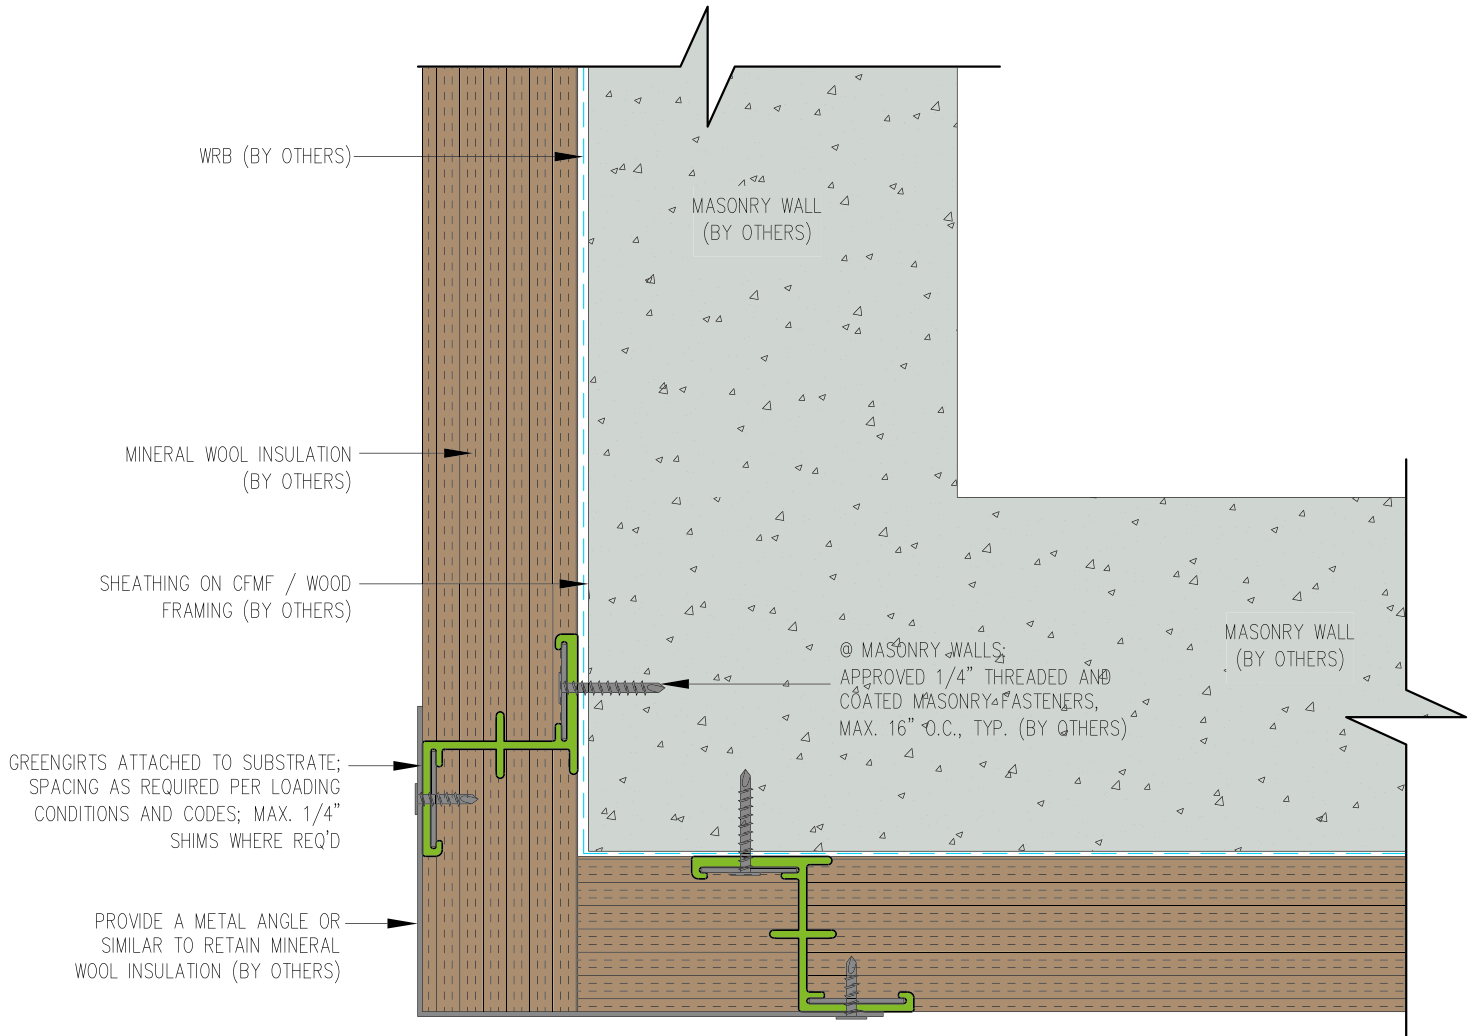 WRB (BY OTHERS)
MASONRY WALL
(BY OTHERS)
MINERAL WOOL INSULATION
(BY OTHERS)
SHEATHING ON CFMF / WOOD
FRAMING (BY OTHERS)
@ MASONRY WALLS:
APPROVED 1/4" THREADED AND
COATED MASONRY FASTENERS,
MAX. 16" O.C., TYP. (BY OTHERS)
MASONRY WALL
(BY OTHERS)
GREENGIRTS ATTACHED TO SUBSTRATE;
SPACING AS REQUIRED PER LOADING
CONDITIONS AND CODES; MAX. 1/4"
SHIMS WHERE REQ'D
PROVIDE A METAL ANGLE OR
SIMILAR TO RETAIN MINERAL
WOOL INSULATION (BY OTHERS)